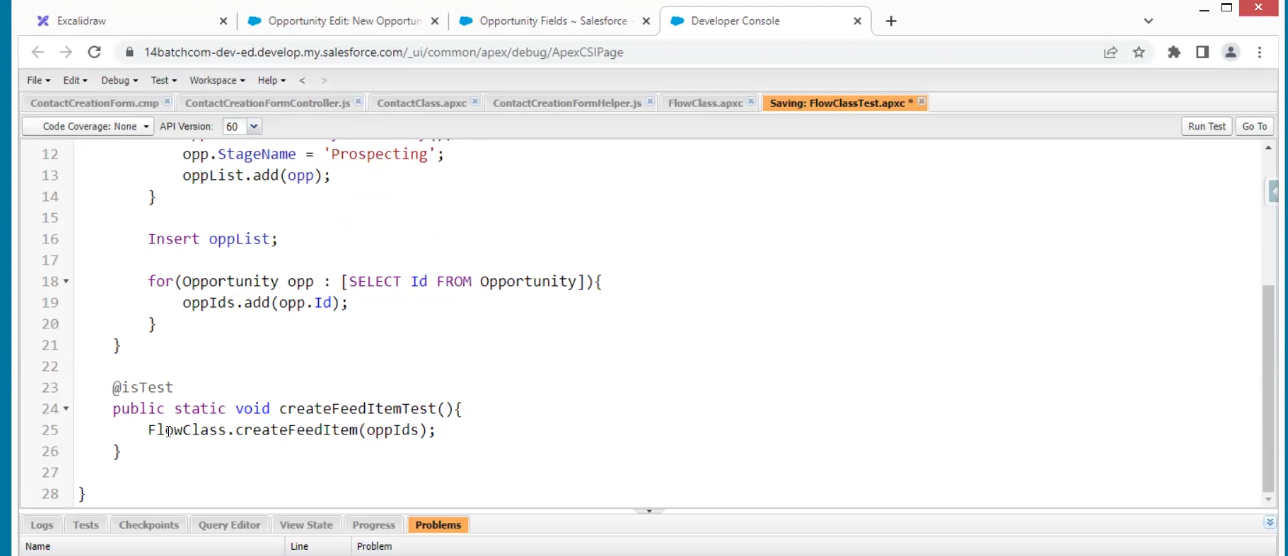 Excalidraw
Opportunity Edit: New Opportun
Opportunity Fields ~ Salesforce -
Developer Console
14batchcom-dev-ed.develop.my.salesforce.com/_ui/common/apex/debug/ApexCSIPage
File Edit Debug Test Workspace Help < >
ContactCreationForm.cmp ContactCreationFormController.js ContactClass.apxc ContactCreationFormHelper.js FlowClass.apxc Saving: FlowClassTest.apxc *
Code Coverage: None API Version: 60 Run Test Go To
12 opp.StageName = 'Prospecting';
13 oppList.add(opp);
14 }
15
16 Insert oppList;
17
18 for(Opportunity opp : [SELECT Id FROM Opportunity]){
19 oppIds.add(opp.Id);
20 }
21 }
22
23 @isTest
24 public static void createFeedItemTest(){
25 FlowClass.createFeedItem(oppIds);
26 }
27
28 }
Logs Tests Checkpoints Query Editor View State Progress Problems
Name Line Problem